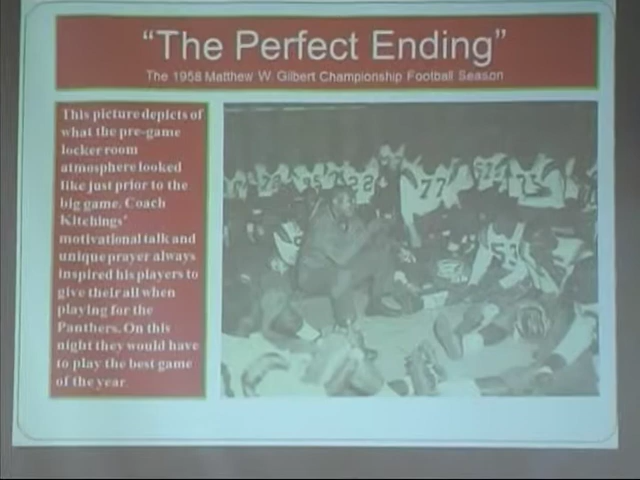 “The Perfect Ending”
The 1958 Matthew W. Gilbert Championship Football Season
This picture depicts of
what the pre-game
locker room
atmosphere looked
like just prior to the
big game. Coach
Kitchings’
motivational talk and
unique prayer always
inspired his players to
give their all when
playing for the
Panthers. On this
night they would have
to play the best game
of the year
22
77
53